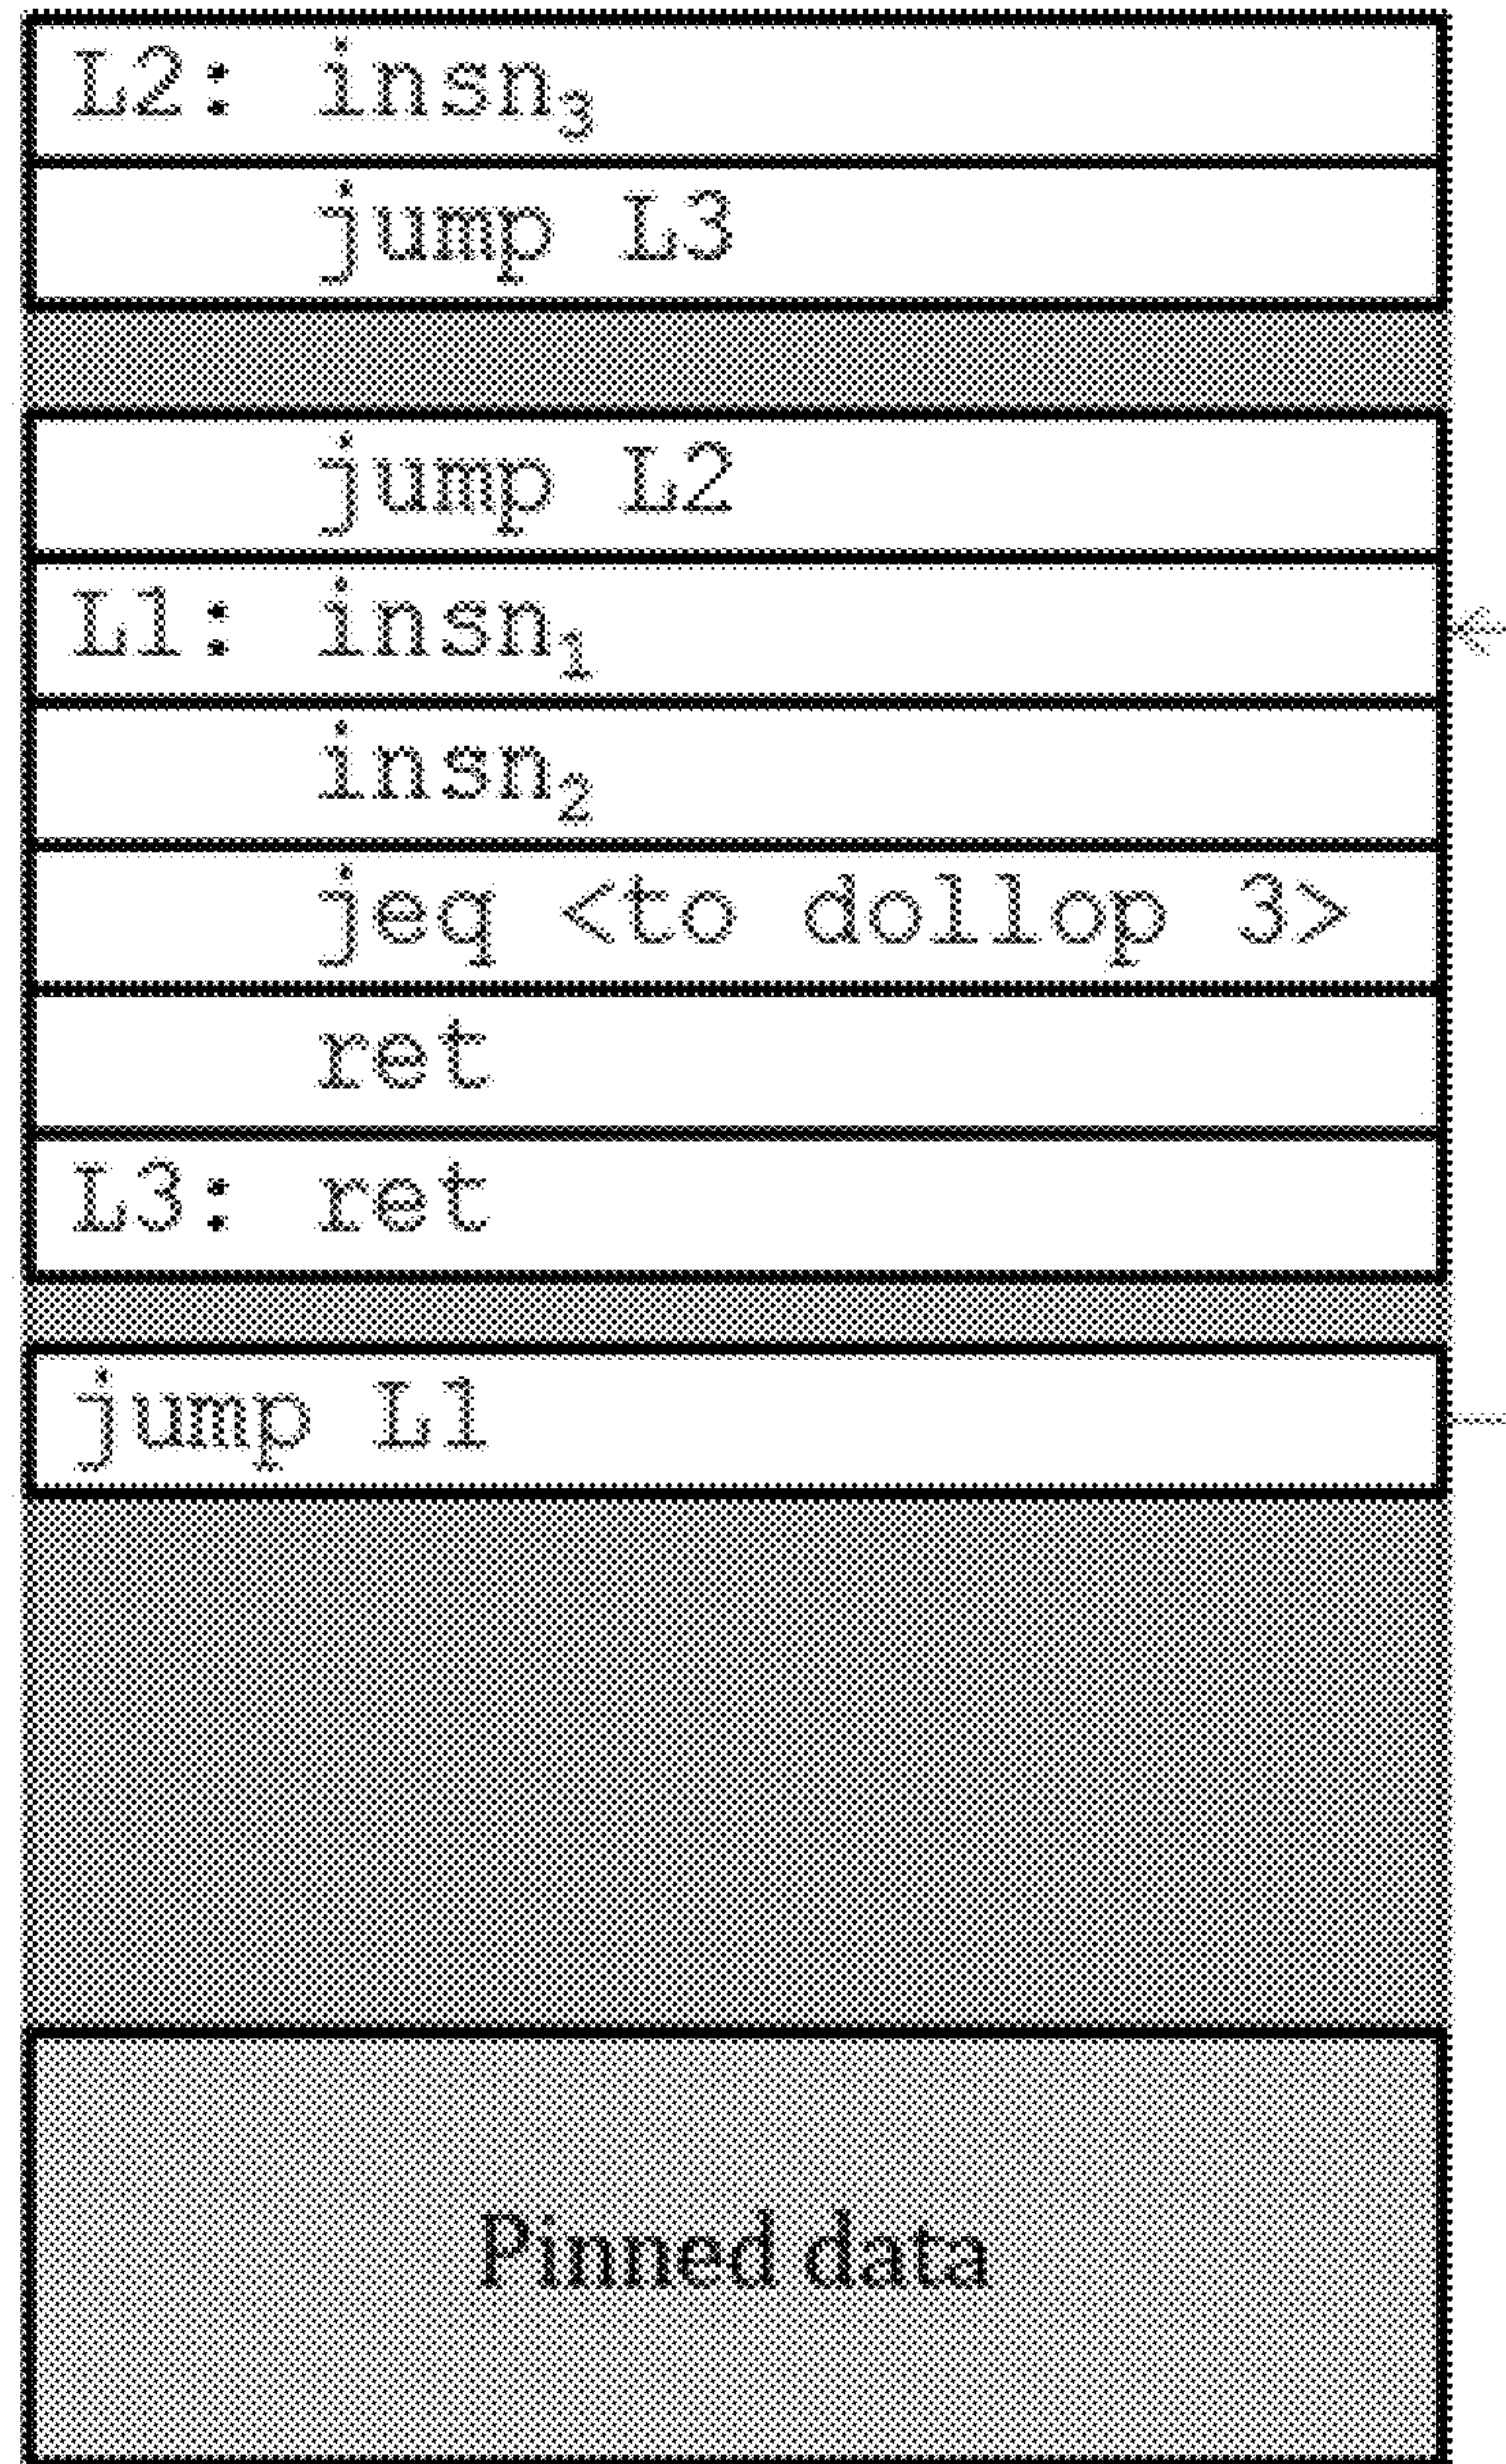 L2: insn₃
jump L3
jump L2
L1: insn₁
insn₂
jeq <to dollop 3>
ret
L3: ret
jump L1
Pinned data